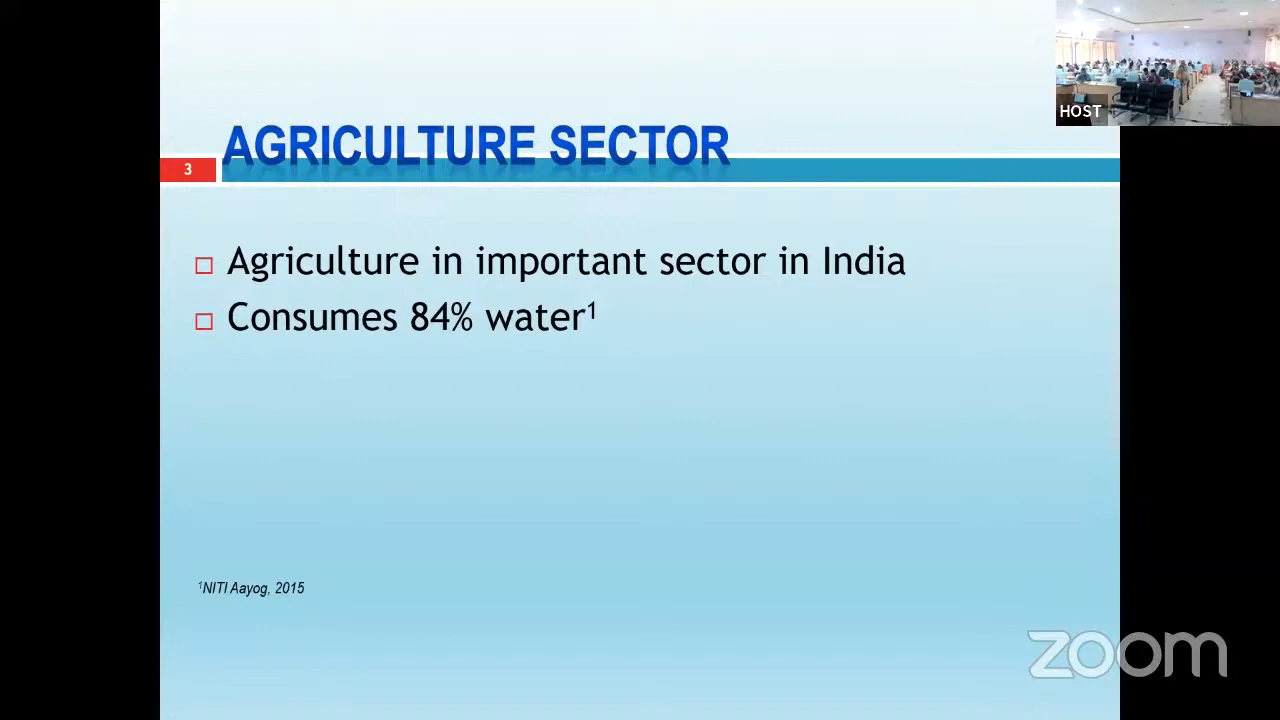 HOST
AGRICULTURE SECTOR
3
Agriculture in important sector in India
Consumes 84% water¹
¹NITI Aayog, 2015
zoom